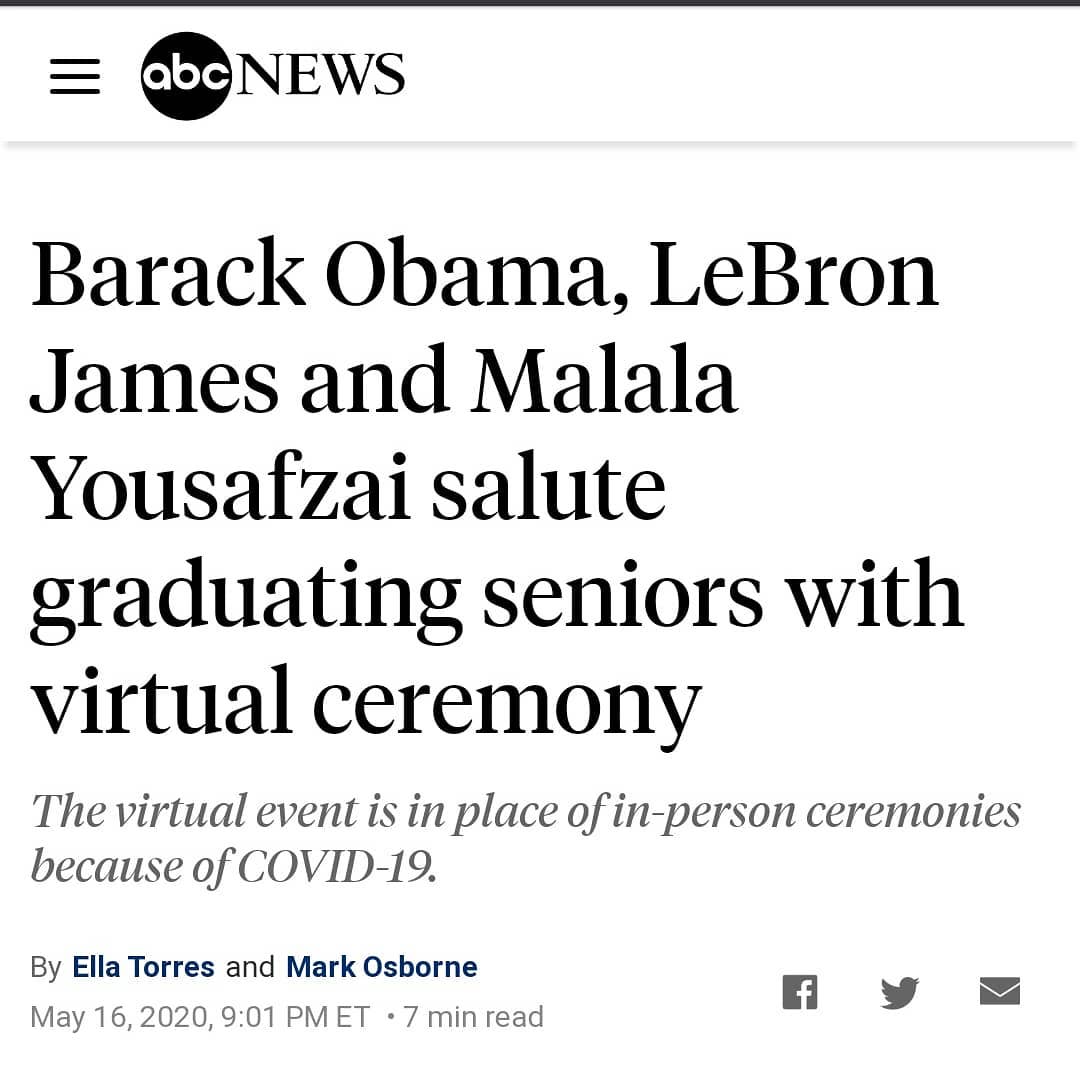 abc NEWS
Barack Obama, LeBron
James and Malala
Yousafzai salute
graduating seniors with
virtual ceremony
The virtual event is in place of in-person ceremonies
because of COVID-19.
By Ella Torres and Mark Osborne
May 16, 2020, 9:01 PM ET • 7 min read